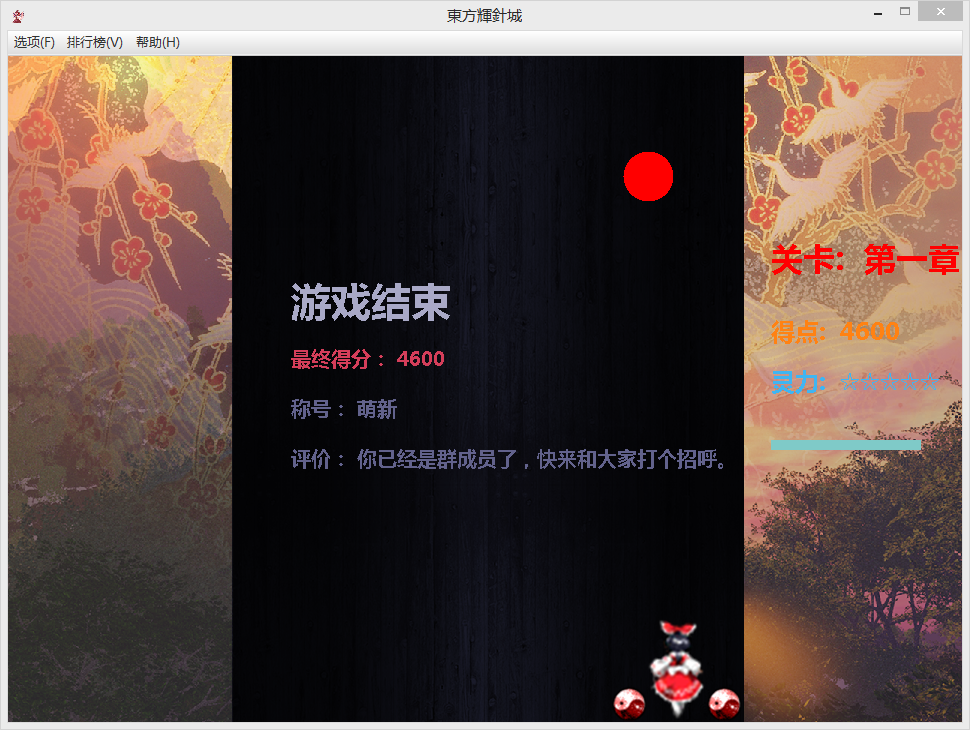 東方輝針城
选项(F) 排行榜(V) 帮助(H)
关卡: 第一章
游戏结束
得点: 4600
最终得分： 4600
灵力: ☆☆☆☆☆
称号： 萌新
评价： 你已经是群成员了，快来和大家打个招呼。